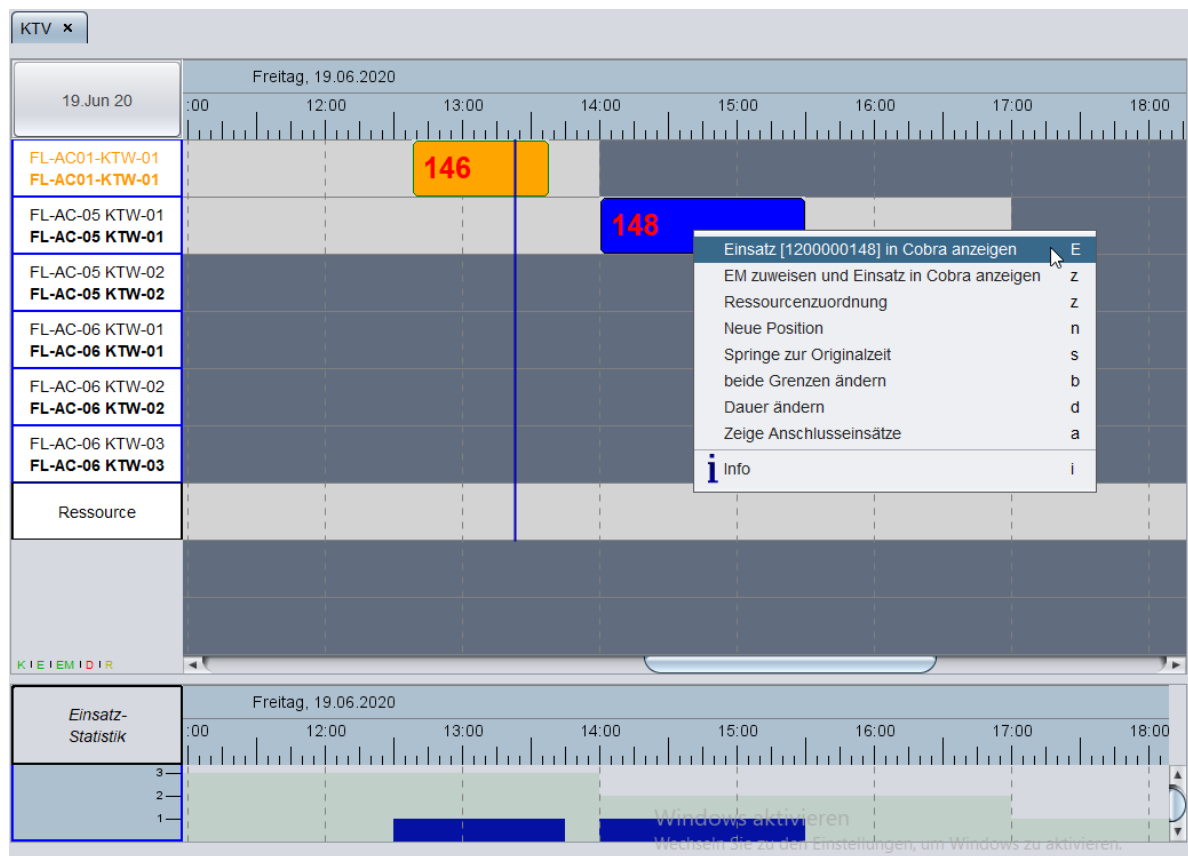 KTV ×
Freitag, 19.06.2020
19.Jun 20
:00 12:00 13:00 14:00 15:00 16:00 17:00 18:00
FL-AC01-KTW-01
FL-AC01-KTW-01
146
FL-AC-05 KTW-01
FL-AC-05 KTW-01
148
Einsatz [1200000148] in Cobra anzeigen E
EM zuweisen und Einsatz in Cobra anzeigen z
Ressourcenzuordnung z
Neue Position n
Springe zur Originalzeit s
beide Grenzen ändern b
Dauer ändern d
Zeige Anschlusseinsätze a
i Info i
FL-AC-05 KTW-02
FL-AC-05 KTW-02
FL-AC-06 KTW-01
FL-AC-06 KTW-01
FL-AC-06 KTW-02
FL-AC-06 KTW-02
FL-AC-06 KTW-03
FL-AC-06 KTW-03
Ressource
K I E I EM I D I R
Freitag, 19.06.2020
Einsatz-
Statistik
:00 12:00 13:00 14:00 15:00 16:00 17:00 18:00
3
2
1
Windows aktivieren
Wechseln Sie zu den Einstellungen, um Windows zu aktivieren.